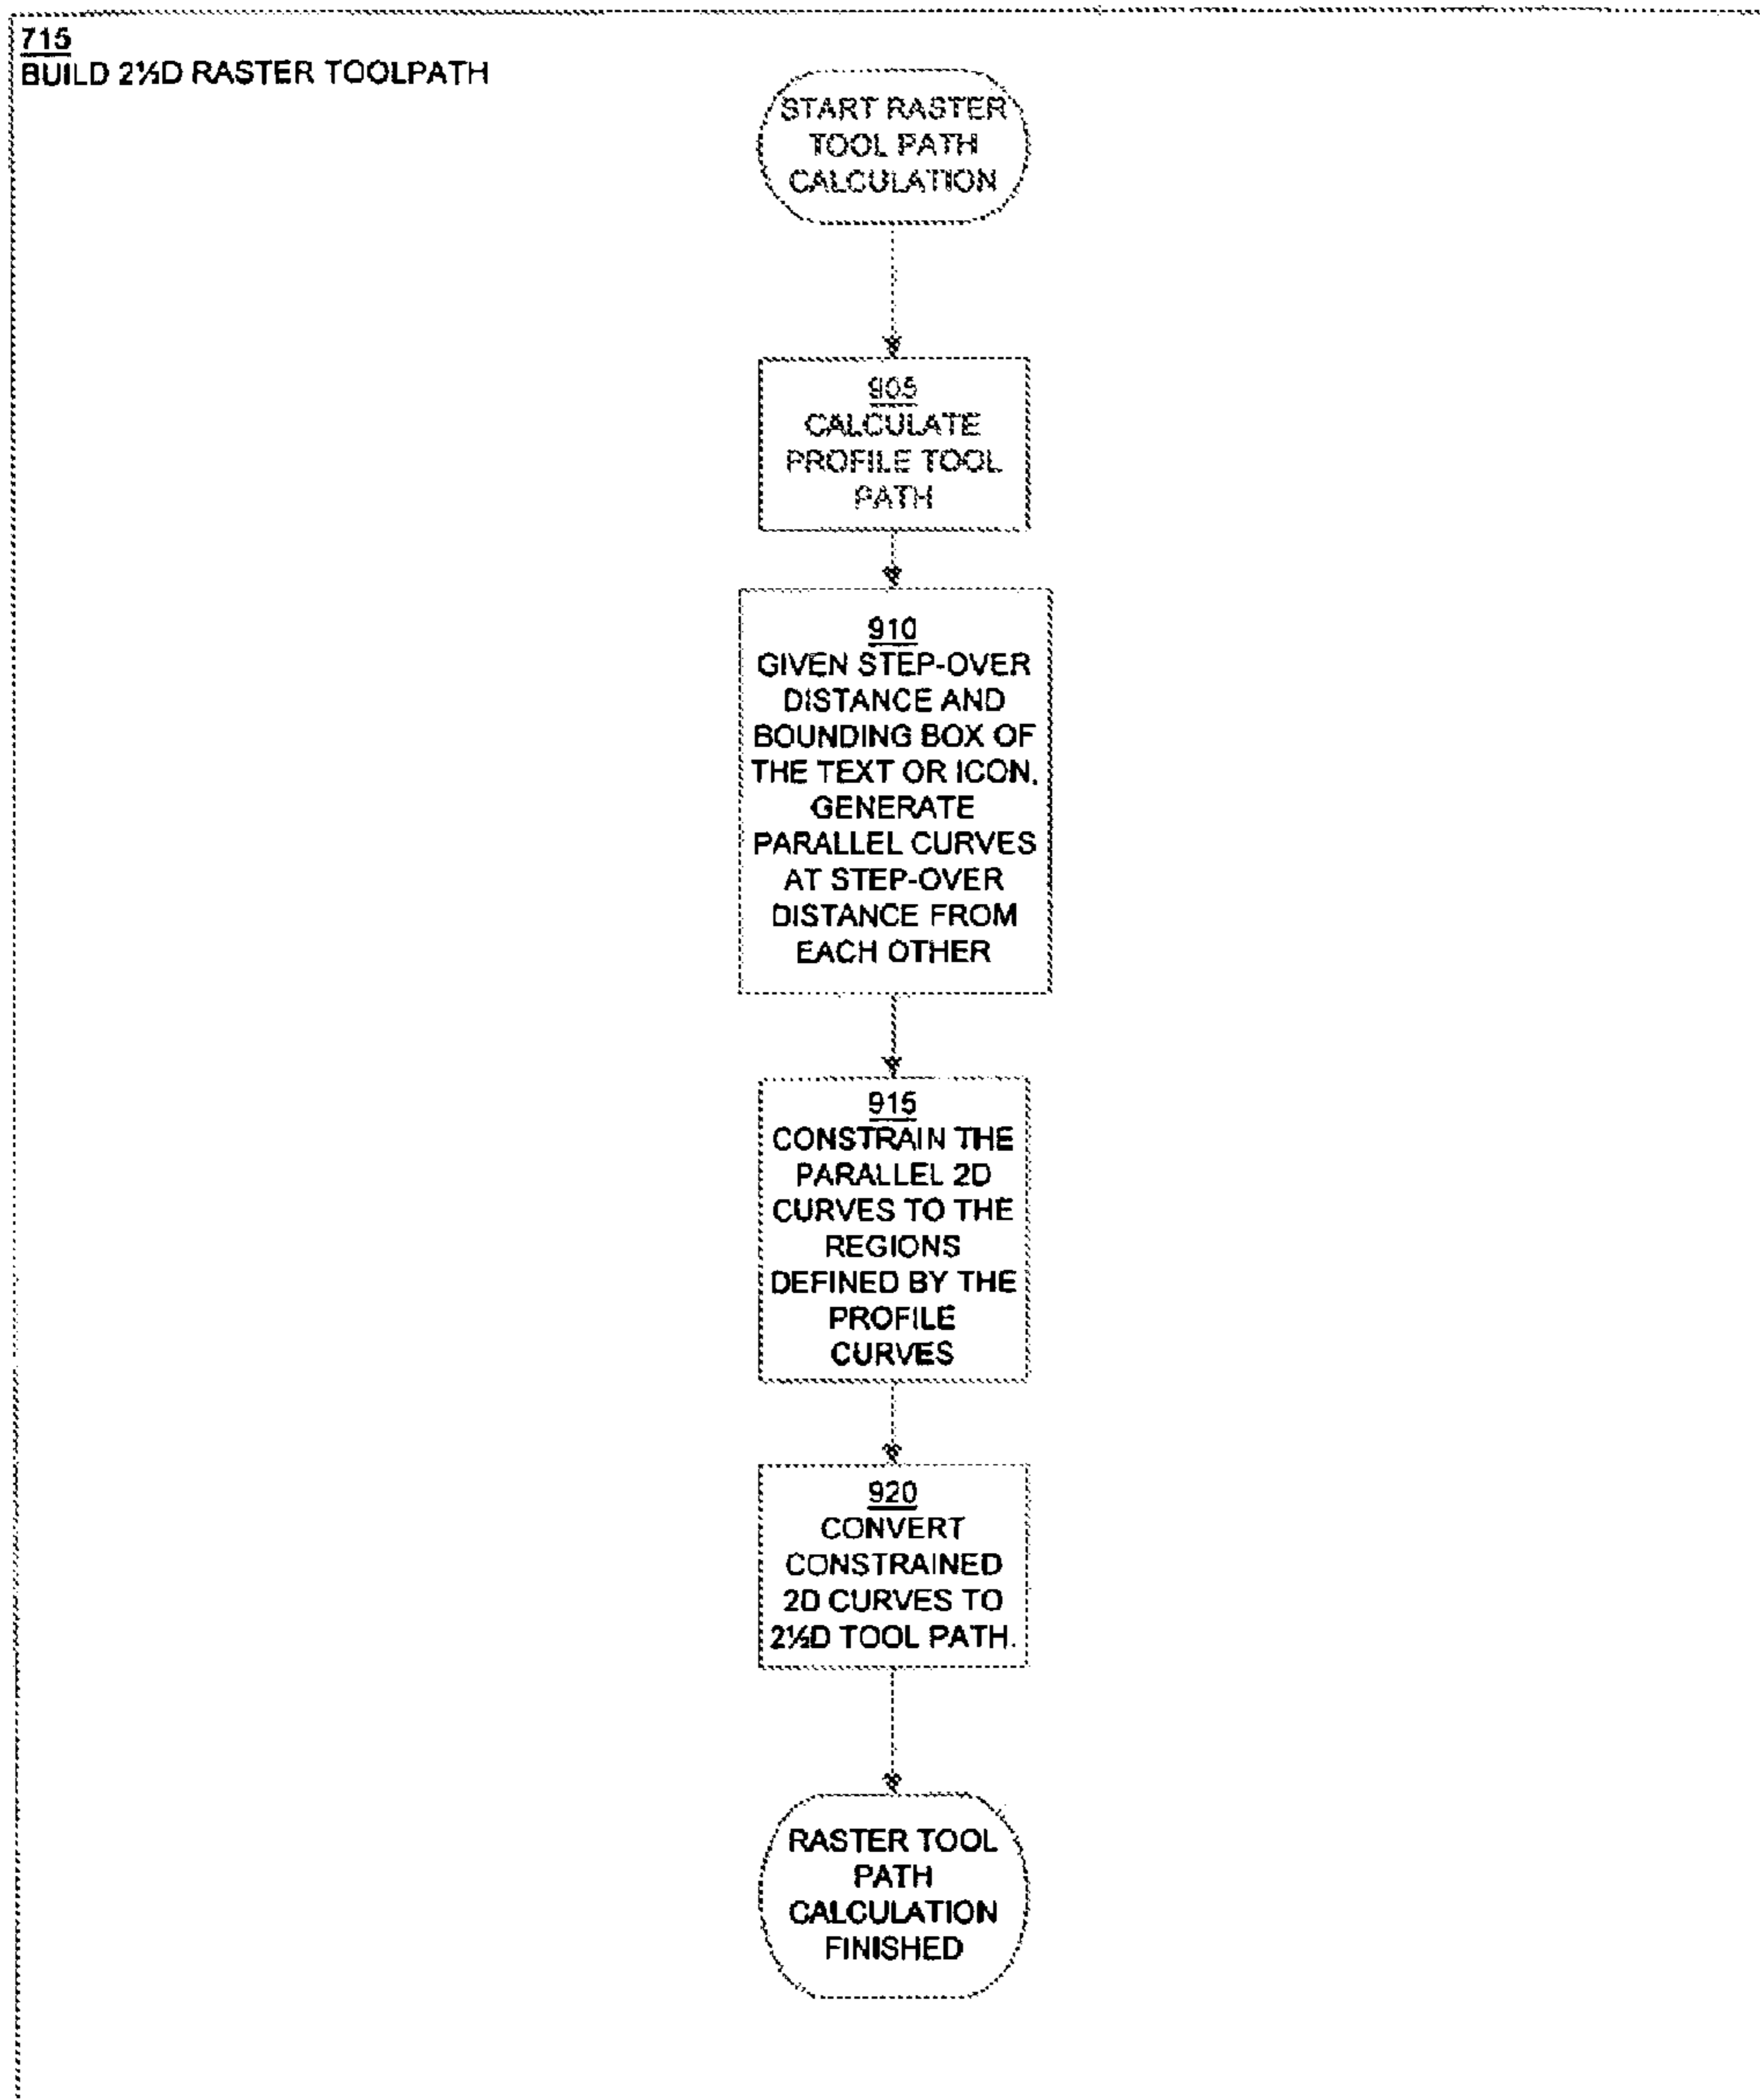 715
BUILD 2½D RASTER TOOLPATH
START RASTER
TOOL PATH
CALCULATION
905
CALCULATE
PROFILE TOOL
PATH
910
GIVEN STEP-OVER
DISTANCE AND
BOUNDING BOX OF
THE TEXT OR ICON,
GENERATE
PARALLEL CURVES
AT STEP-OVER
DISTANCE FROM
EACH OTHER
915
CONSTRAIN THE
PARALLEL 2D
CURVES TO THE
REGIONS
DEFINED BY THE
PROFILE
CURVES
920
CONVERT
CONSTRAINED
2D CURVES TO
2½D TOOL PATH.
RASTER TOOL
PATH
CALCULATION
FINISHED